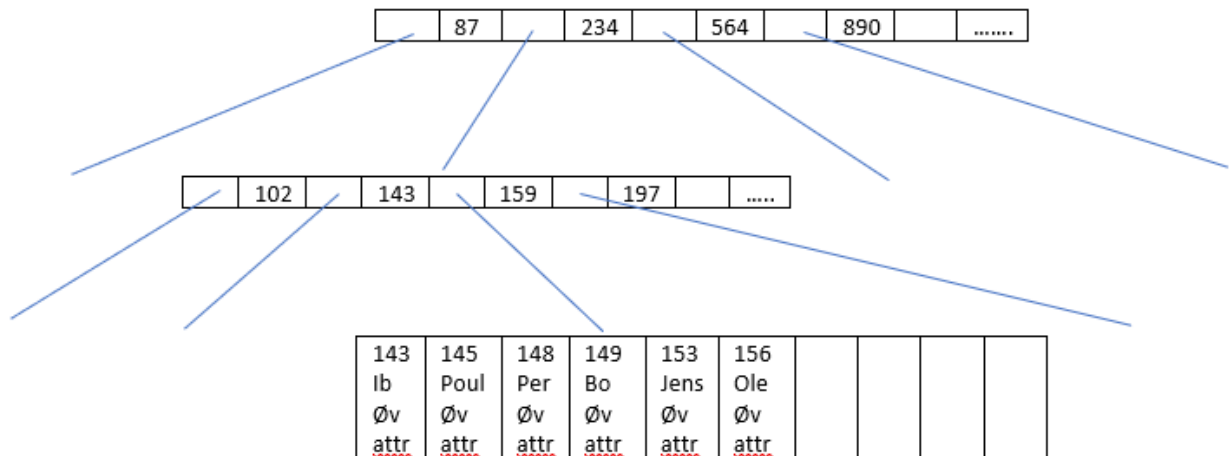 87 234 564 890 .......
102 143 159 197 .....
143 145 148 149 153 156
Ib Poul Per Bo Jens Ole
Øv Øv Øv Øv Øv Øv
attr attr attr attr attr attr